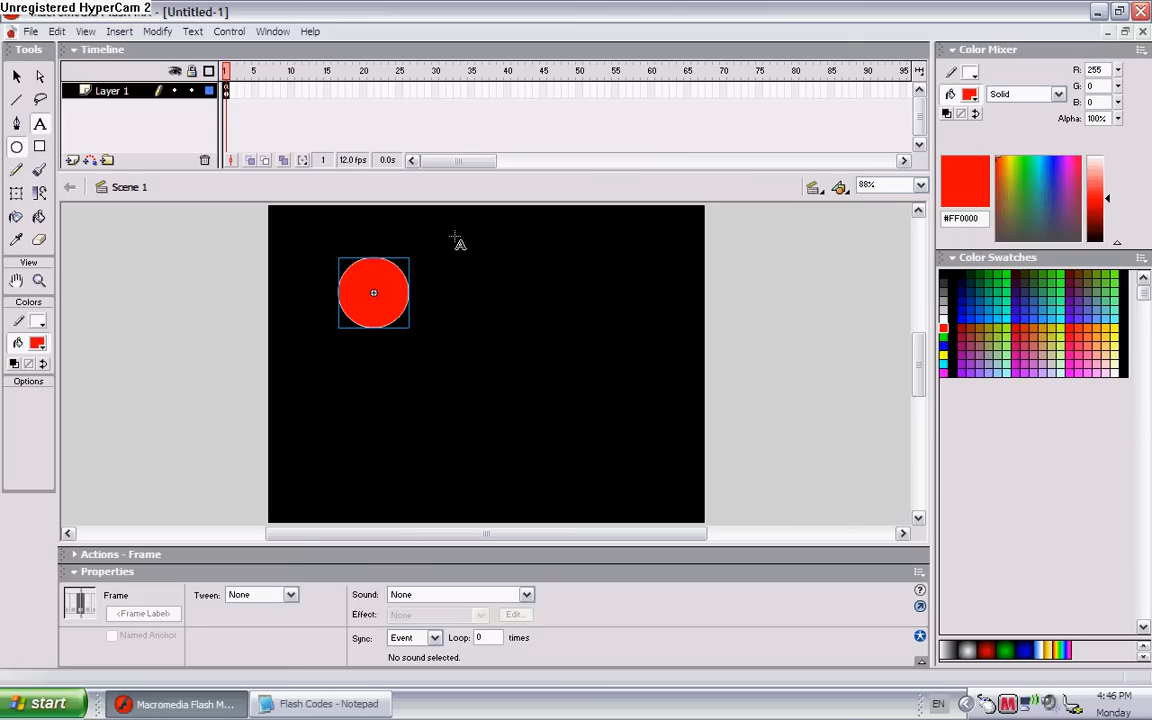 Unregistered HyperCam 2
[Untitled-1]
File Edit View Insert Modify Text Control Window Help
Tools
Timeline
Color Mixer
1 5 10 15 20 25 30 35 40 45 50 55 60 65 70 75 80 85 90 95
Layer 1
R: 255
G: 0
B: 0
Solid
Alpha: 100%
1 12.0 fps 0.0s
Scene 1
88%
#FF0000
View
Color Swatches
Colors
Options
Actions - Frame
Properties
Frame
Tween: None
Sound: None
<Frame Label>
Effect: None
Edit...
Named Anchor
Sync: Event
Loop: 0 times
No sound selected.
start
Macromedia Flash M...
Flash Codes - Notepad
EN
4:46 PM
Monday